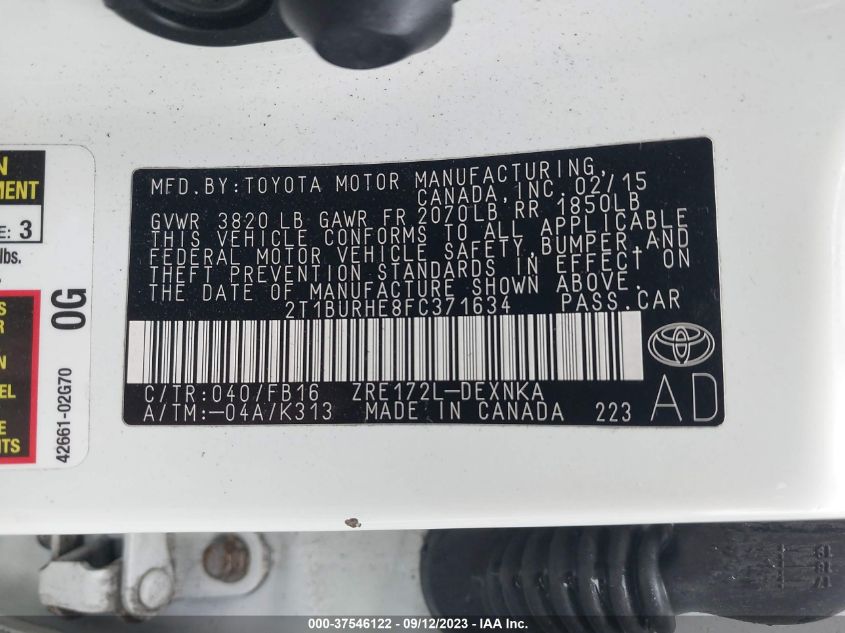 MFD.BY:TOYOTA MOTOR MANUFACTURING,
CANADA, INC. 02/15
GVWR 3820 LB GAWR FR 2070LB RR 1850LB
THIS VEHICLE CONFORMS TO ALL APPLICABLE
FEDERAL MOTOR VEHICLE SAFETY, BUMPER, AND
THEFT PREVENTION STANDARDS IN EFFECT ON
THE DATE OF MANUFACTURE SHOWN ABOVE.
2T1BURHE8FC371634 PASS.CAR
C/TR:040/FB16 ZRE172L-DEXNKA
A/TM:-04A/K313 MADE IN CANADA 223
AD
E: 3
lbs.
0G
42661-02G70
000-37546122 - 09/12/2023 - IAA Inc.